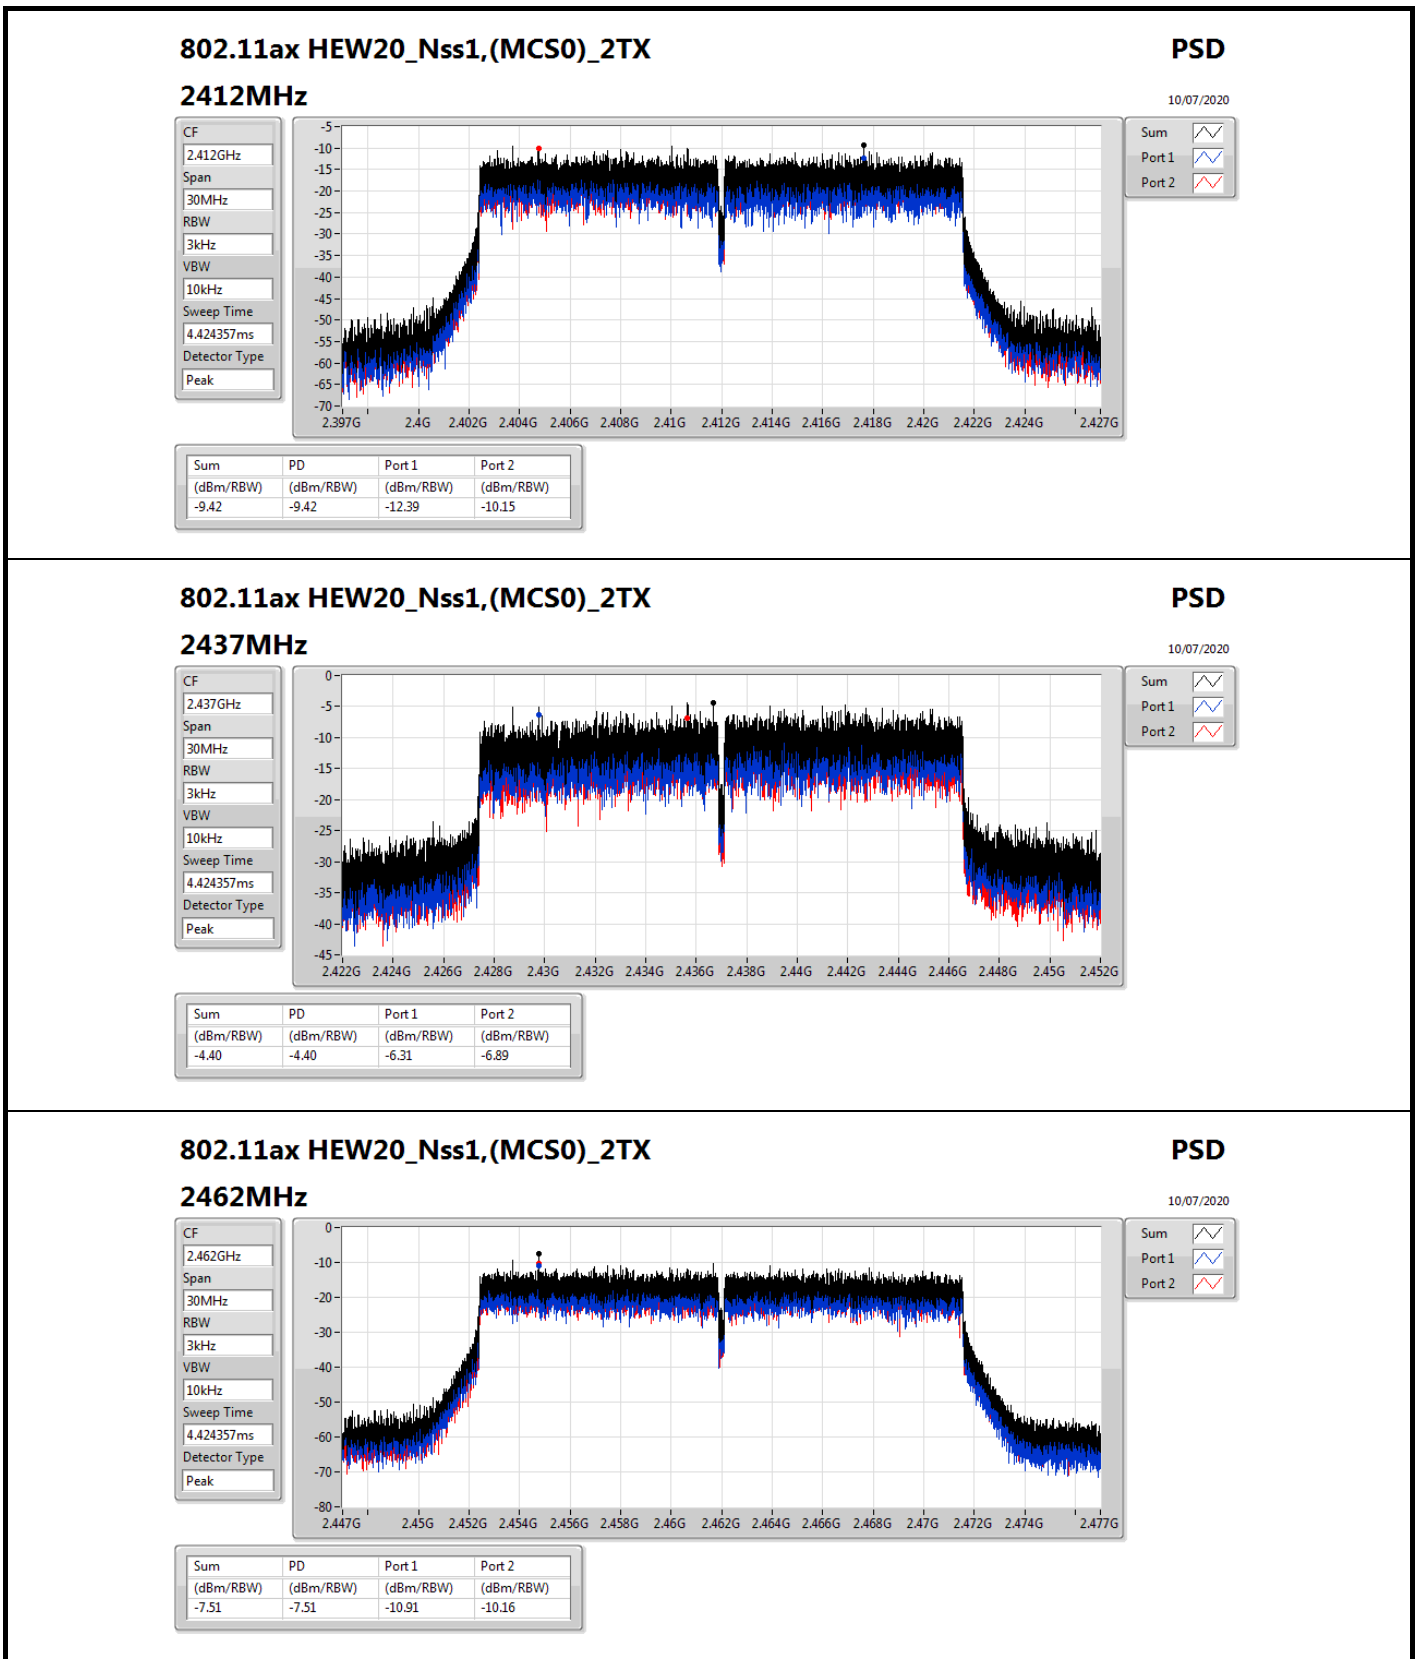 802.11ax HEW20_Nss1,(MCS0)_2TX PSD
2412MHz 10/07/2020
CF
2.412GHz
Span
30MHz
RBW
3kHz
VBW
10kHz
Sweep Time
4.424357ms
Detector Type
Peak
-5
-10
-15
-20
-25
-30
-35
-40
-45
-50
-55
-60
-65
-70
2.397G 2.4G 2.402G 2.404G 2.406G 2.408G 2.41G 2.412G 2.414G 2.416G 2.418G 2.42G 2.422G 2.424G 2.427G
Sum
Port 1
Port 2
Sum PD Port 1 Port 2
(dBm/RBW) (dBm/RBW) (dBm/RBW) (dBm/RBW)
-9.42 -9.42 -12.39 -10.15
802.11ax HEW20_Nss1,(MCS0)_2TX PSD
2437MHz 10/07/2020
CF
2.437GHz
Span
30MHz
RBW
3kHz
VBW
10kHz
Sweep Time
4.424357ms
Detector Type
Peak
0
-5
-10
-15
-20
-25
-30
-35
-40
-45
2.422G 2.424G 2.426G 2.428G 2.43G 2.432G 2.434G 2.436G 2.438G 2.44G 2.442G 2.444G 2.446G 2.448G 2.45G 2.452G
Sum
Port 1
Port 2
Sum PD Port 1 Port 2
(dBm/RBW) (dBm/RBW) (dBm/RBW) (dBm/RBW)
-4.40 -4.40 -6.31 -6.89
802.11ax HEW20_Nss1,(MCS0)_2TX PSD
2462MHz 10/07/2020
CF
2.462GHz
Span
30MHz
RBW
3kHz
VBW
10kHz
Sweep Time
4.424357ms
Detector Type
Peak
0
-10
-20
-30
-40
-50
-60
-70
-80
2.447G 2.45G 2.452G 2.454G 2.456G 2.458G 2.46G 2.462G 2.464G 2.466G 2.468G 2.47G 2.472G 2.474G 2.477G
Sum
Port 1
Port 2
Sum PD Port 1 Port 2
(dBm/RBW) (dBm/RBW) (dBm/RBW) (dBm/RBW)
-7.51 -7.51 -10.91 -10.16